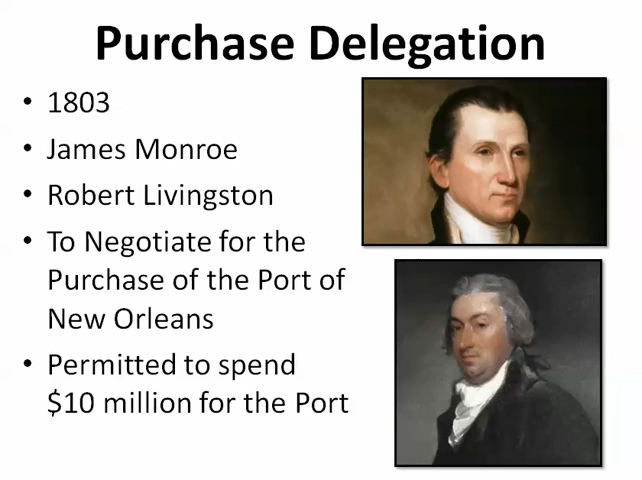 Purchase Delegation
• 1803
• James Monroe
• Robert Livingston
• To Negotiate for the
Purchase of the Port of
New Orleans
• Permitted to spend
$10 million for the Port